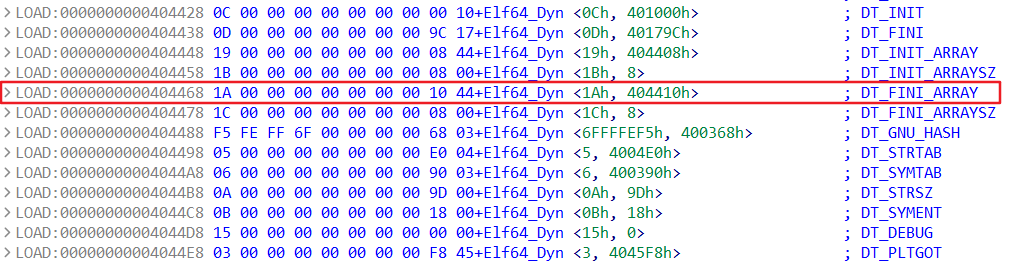 LOAD:0000000000404428 0C 00 00 00 00 00 00 00 00 10+Elf64_Dyn <0Ch, 401000h> ; DT_INIT
LOAD:0000000000404438 0D 00 00 00 00 00 00 00 9C 17+Elf64_Dyn <0Dh, 40179Ch> ; DT_FINI
LOAD:0000000000404448 19 00 00 00 00 00 00 00 08 44+Elf64_Dyn <19h, 404408h> ; DT_INIT_ARRAY
LOAD:0000000000404458 1B 00 00 00 00 00 00 00 08 00+Elf64_Dyn <1Bh, 8> ; DT_INIT_ARRAYSZ
LOAD:0000000000404468 1A 00 00 00 00 00 00 00 10 44+Elf64_Dyn <1Ah, 404410h> ; DT_FINI_ARRAY
LOAD:0000000000404478 1C 00 00 00 00 00 00 00 08 00+Elf64_Dyn <1Ch, 8> ; DT_FINI_ARRAYSZ
LOAD:0000000000404488 F5 FE FF 6F 00 00 00 00 68 03+Elf64_Dyn <6FFFFEF5h, 400368h> ; DT_GNU_HASH
LOAD:0000000000404498 05 00 00 00 00 00 00 00 E0 04+Elf64_Dyn <5, 4004E0h> ; DT_STRTAB
LOAD:00000000004044A8 06 00 00 00 00 00 00 00 90 03+Elf64_Dyn <6, 400390h> ; DT_SYMTAB
LOAD:00000000004044B8 0A 00 00 00 00 00 00 00 9D 00+Elf64_Dyn <0Ah, 9Dh> ; DT_STRSZ
LOAD:00000000004044C8 0B 00 00 00 00 00 00 00 18 00+Elf64_Dyn <0Bh, 18h> ; DT_SYMENT
LOAD:00000000004044D8 15 00 00 00 00 00 00 00 00 00+Elf64_Dyn <15h, 0> ; DT_DEBUG
LOAD:00000000004044E8 03 00 00 00 00 00 00 00 F8 45+Elf64_Dyn <3, 4045F8h> ; DT_PLTGOT